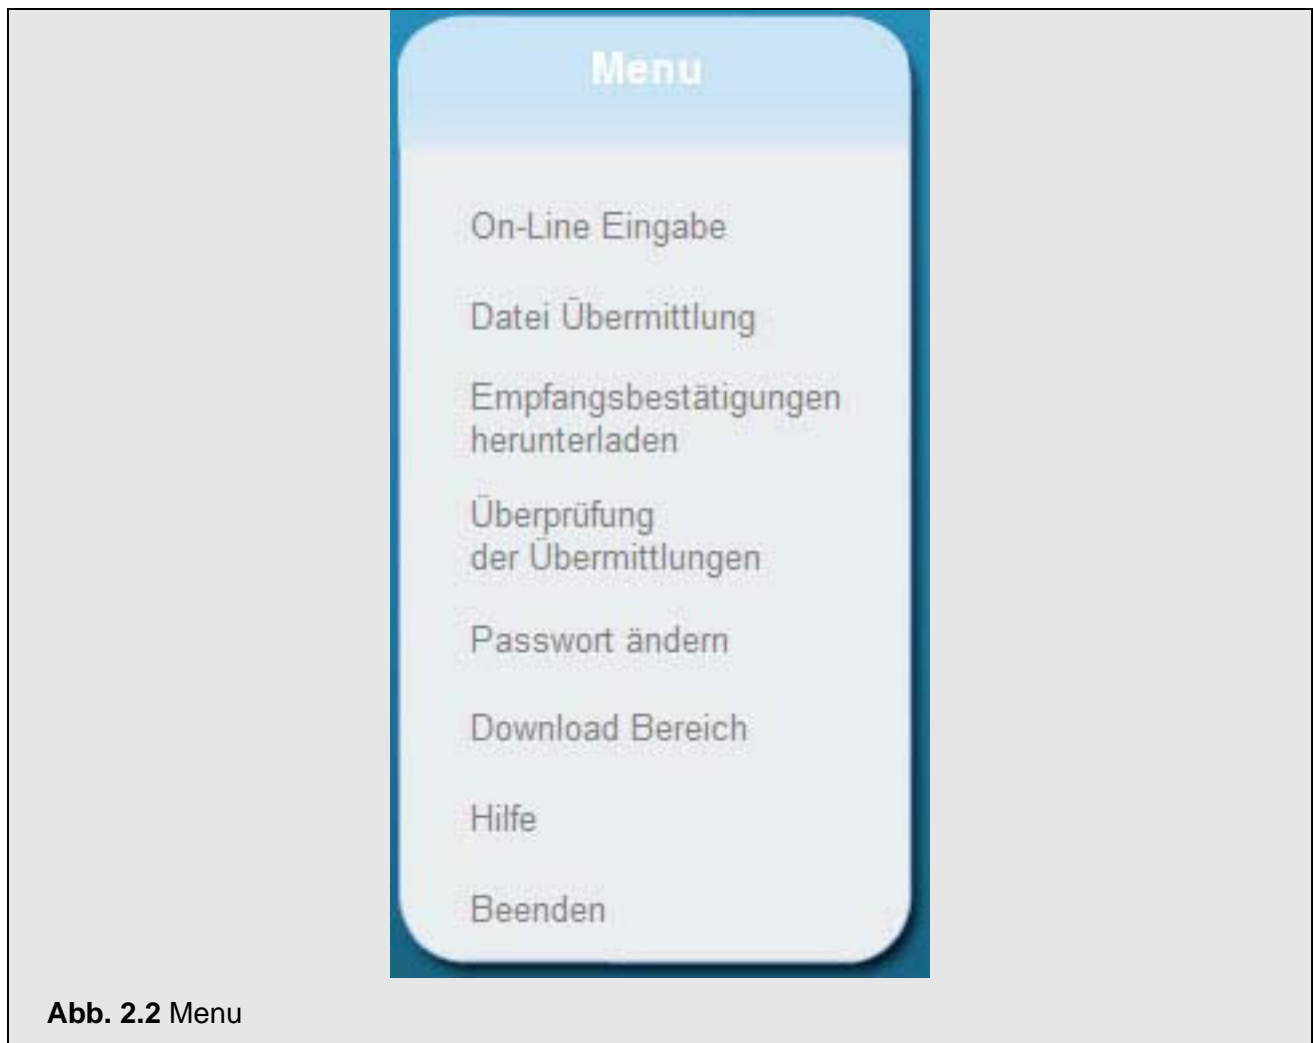 Menu
On-Line Eingabe
Datei Übermittlung
Empfangsbestätigungen
herunterladen
Überprüfung
der Übermittlungen
Passwort ändern
Download Bereich
Hilfe
Beenden
Abb. 2.2 Menu